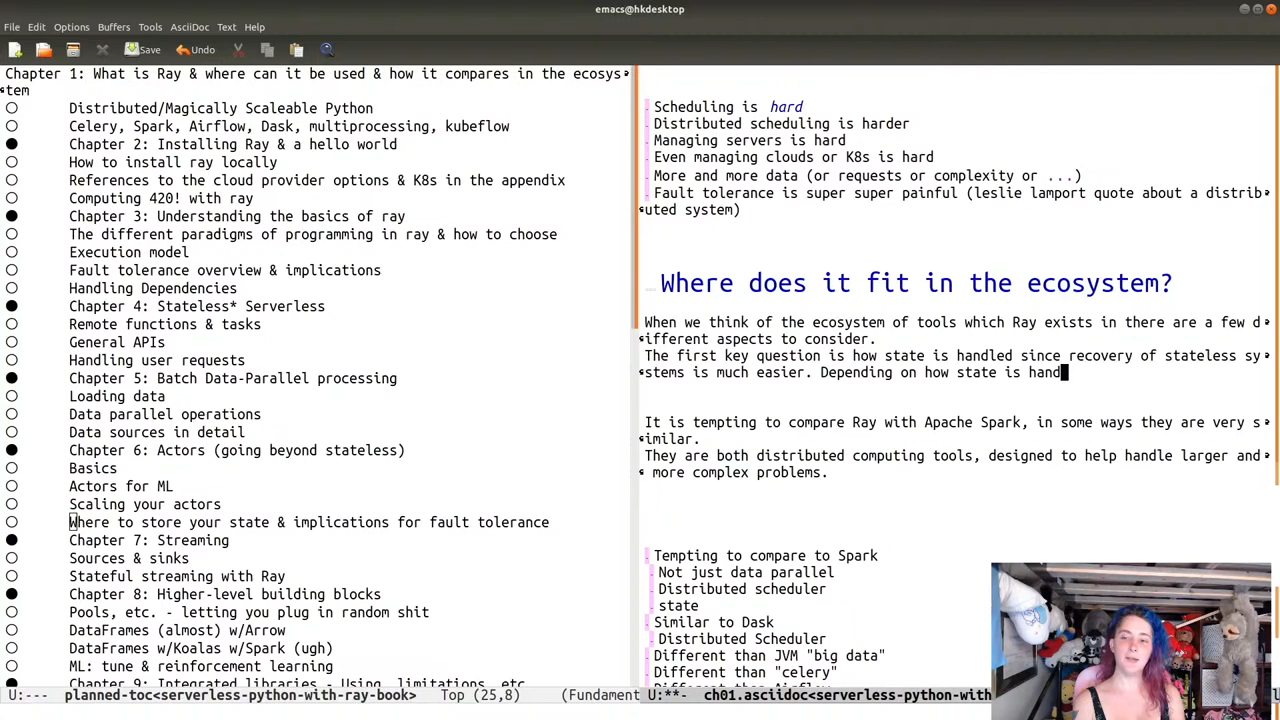 emacs@hkdesktop
File Edit Options Buffers Tools AsciiDoc Text Help
Save Undo
Chapter 1: What is Ray & where can it be used & how it compares in the ecosys
tem
Distributed/Magically Scaleable Python
Celery, Spark, Airflow, Dask, multiprocessing, kubeflow
Chapter 2: Installing Ray & a hello world
How to install ray locally
References to the cloud provider options & K8s in the appendix
Computing 420! with ray
Chapter 3: Understanding the basics of ray
The different paradigms of programming in ray & how to choose
Execution model
Fault tolerance overview & implications
Handling Dependencies
Chapter 4: Stateless* Serverless
Remote functions & tasks
General APIs
Handling user requests
Chapter 5: Batch Data-Parallel processing
Loading data
Data parallel operations
Data sources in detail
Chapter 6: Actors (going beyond stateless)
Basics
Actors for ML
Scaling your actors
Where to store your state & implications for fault tolerance
Chapter 7: Streaming
Sources & sinks
Stateful streaming with Ray
Chapter 8: Higher-level building blocks
Pools, etc. - letting you plug in random shit
DataFrames (almost) w/Arrow
DataFrames w/Koalas w/Spark (ugh)
ML: tune & reinforcement learning
Chapter 9: Integrated libraries - Using, limitations, etc.
U:--- planned-toc<serverless-python-with-ray-book> Top (25,8) (Fundament
Scheduling is hard
Distributed scheduling is harder
Managing servers is hard
Even managing clouds or K8s is hard
More and more data (or requests or complexity or ...)
Fault tolerance is super super painful (leslie lamport quote about a distrib
uted system)
Where does it fit in the ecosystem?
When we think of the ecosystem of tools which Ray exists in there are a few d
ifferent aspects to consider.
The first key question is how state is handled since recovery of stateless sy
stems is much easier. Depending on how state is hand
It is tempting to compare Ray with Apache Spark, in some ways they are very s
imilar.
They are both distributed computing tools, designed to help handle larger and
more complex problems.
Tempting to compare to Spark
Not just data parallel
Distributed scheduler
state
Similar to Dask
Distributed Scheduler
Different than JVM "big data"
Different than "celery"
Different than Airflow
U:**- ch01.asciidoc<serverless-python-with